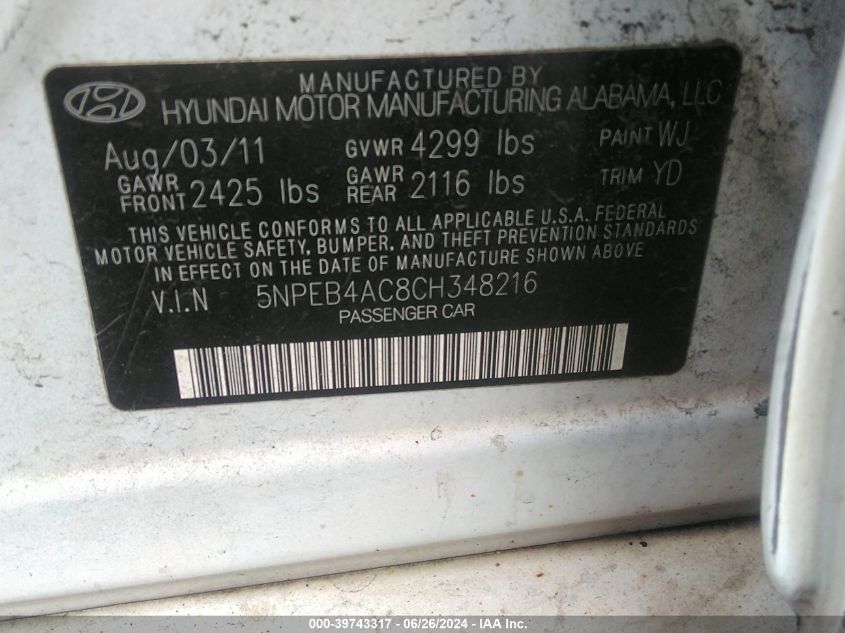 MANUFACTURED BY
HYUNDAI MOTOR MANUFACTURING ALABAMA, LLC
Aug/03/11 GVWR 4299 lbs PAINT WJ
GAWR FRONT 2425 lbs GAWR REAR 2116 lbs TRIM YD
THIS VEHICLE CONFORMS TO ALL APPLICABLE U.S.A. FEDERAL
MOTOR VEHICLE SAFETY, BUMPER, AND THEFT PREVENTION STANDARDS
IN EFFECT ON THE DATE OF MANUFACTURE SHOWN ABOVE.
V.I.N 5NPEB4AC8CH348216
PASSENGER CAR
000-39743317 - 06/26/2024 - IAA Inc.